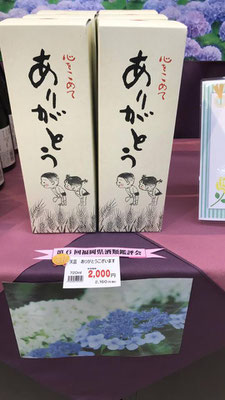 心をこめて
ありがとう
心をこめて
ありがとう
第6回福岡県酒類鑑評会
ありがとうございます
720ml
2,000円